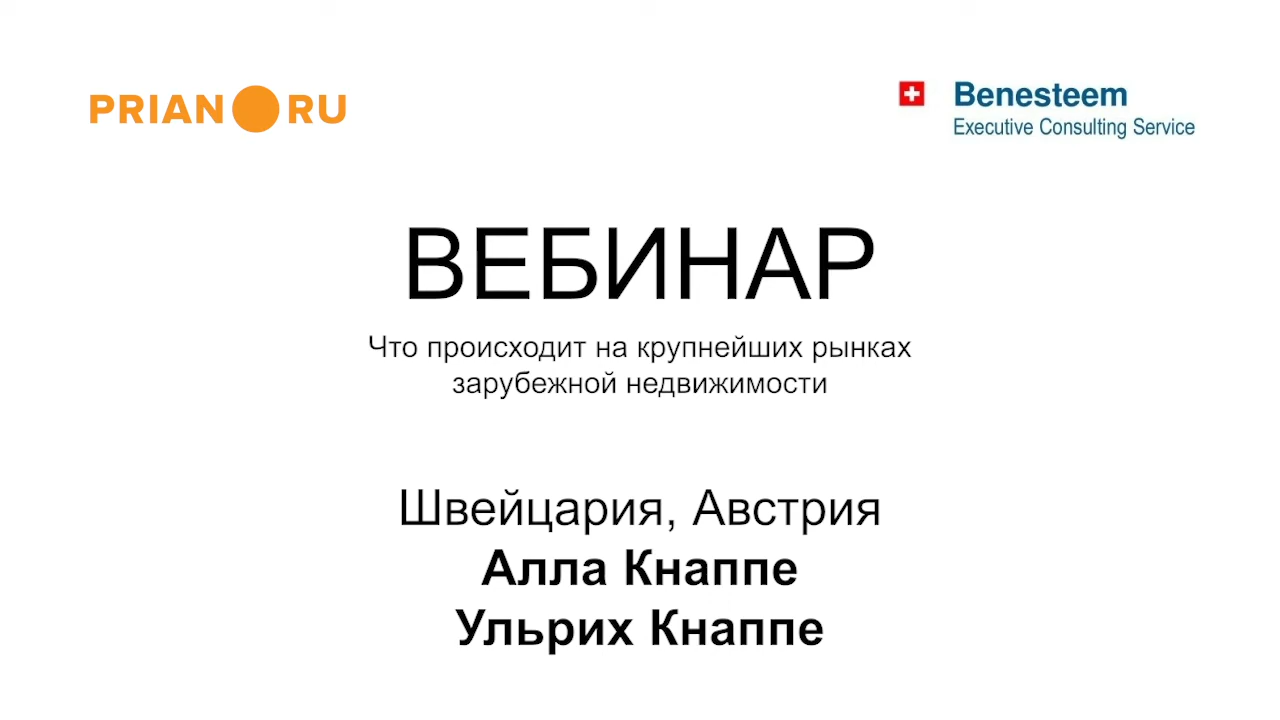 PRIAN RU
Benesteem
Executive Consulting Service
ВЕБИНАР
Что происходит на крупнейших рынках
зарубежной недвижимости
Швейцария, Австрия
Алла Кнаппе
Ульрих Кнаппе